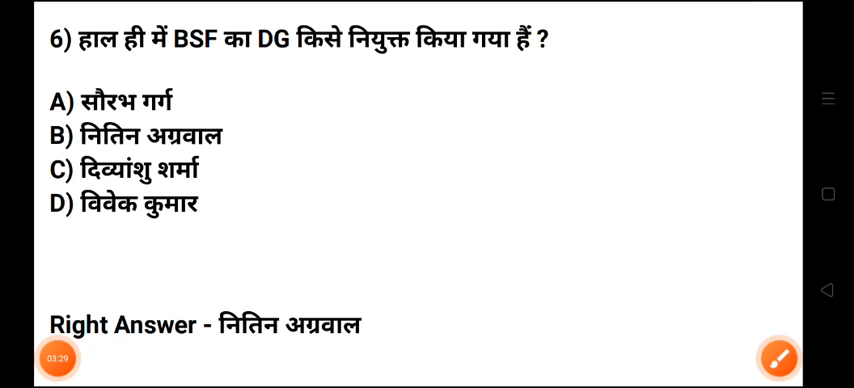 6) हाल ही में BSF का DG किसे नियुक्त किया गया हैं ?
A) सौरभ गर्ग
B) नितिन अग्रवाल
C) दिव्यांशु शर्मा
D) विवेक कुमार
Right Answer - नितिन अग्रवाल
03:29